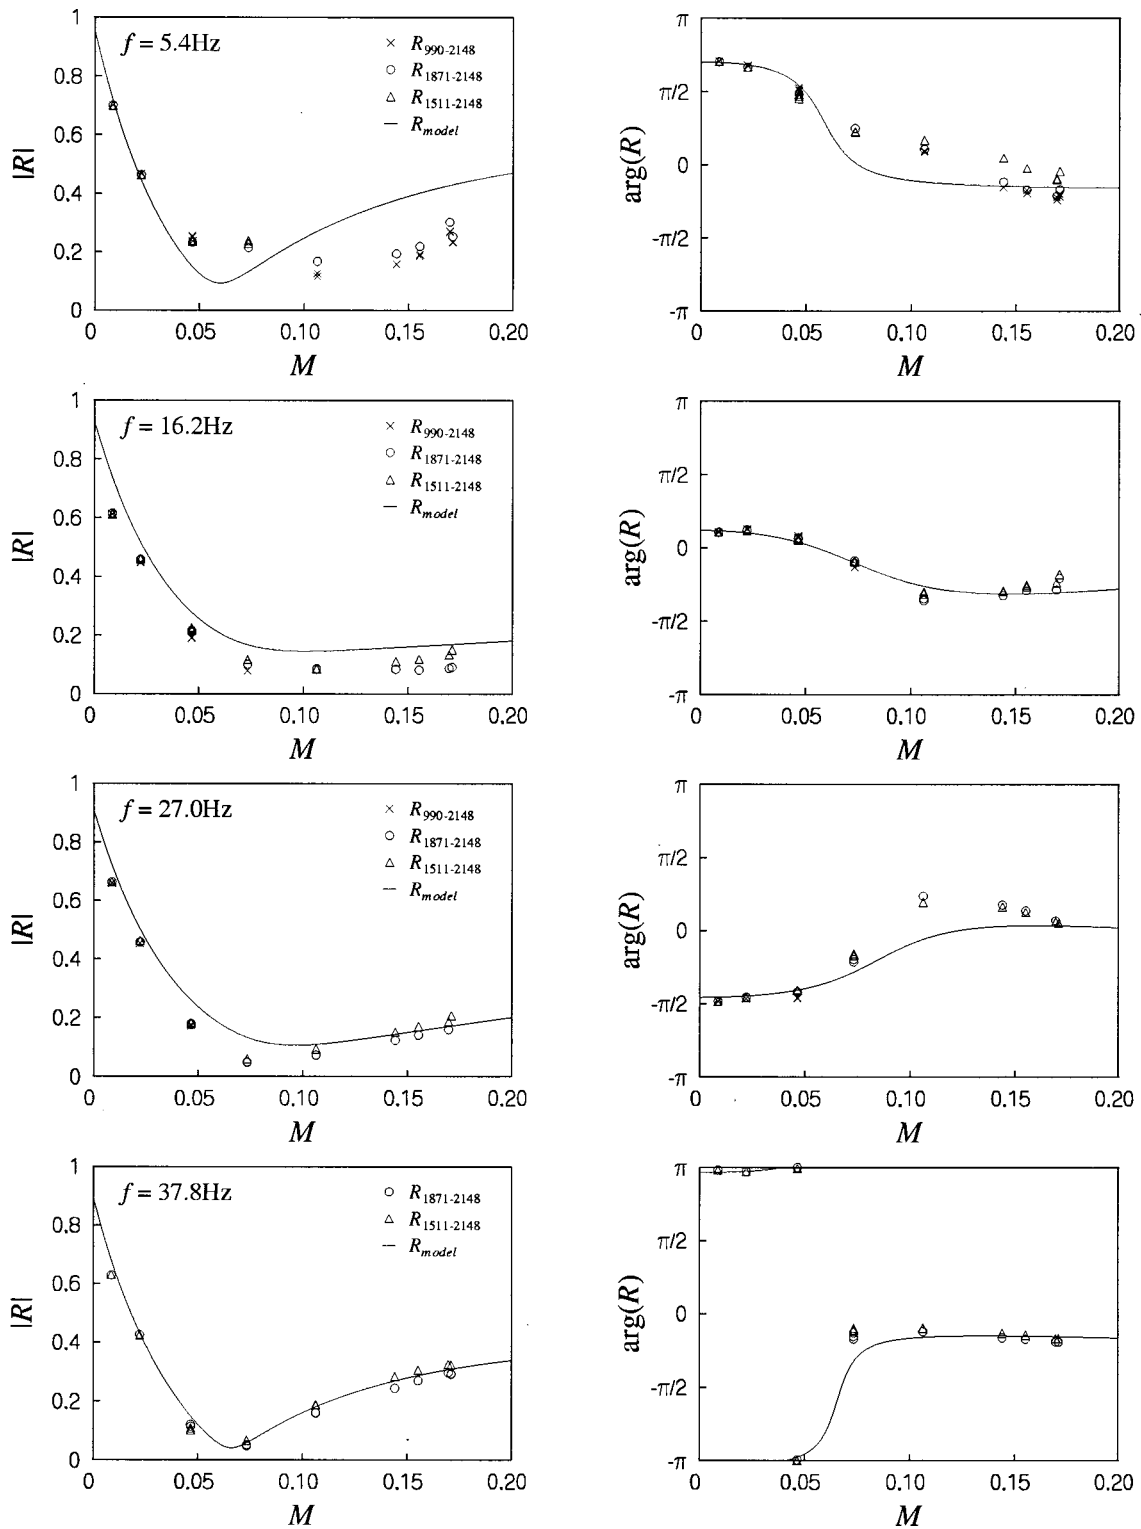 1
0.8
0.6
0.4
0.2
0
|R|
f = 5.4Hz
R990-2148
R1871-2148
R1511-2148
Rmodel
0 0.05 0.10 0.15 0.20
M
π
π/2
0
-π/2
-π
arg(R)
0 0.05 0.10 0.15 0.20
M
1
0.8
0.6
0.4
0.2
0
|R|
f = 16.2Hz
R990-2148
R1871-2148
R1511-2148
Rmodel
0 0.05 0.10 0.15 0.20
M
π
π/2
0
-π/2
-π
arg(R)
0 0.05 0.10 0.15 0.20
M
1
0.8
0.6
0.4
0.2
0
|R|
f = 27.0Hz
R990-2148
R1871-2148
R1511-2148
Rmodel
0 0.05 0.10 0.15 0.20
M
π
π/2
0
-π/2
-π
arg(R)
0 0.05 0.10 0.15 0.20
M
1
0.8
0.6
0.4
0.2
0
|R|
f = 37.8Hz
R1871-2148
R1511-2148
Rmodel
0 0.05 0.10 0.15 0.20
M
π
π/2
0
-π/2
-π
arg(R)
0 0.05 0.10 0.15 0.20
M